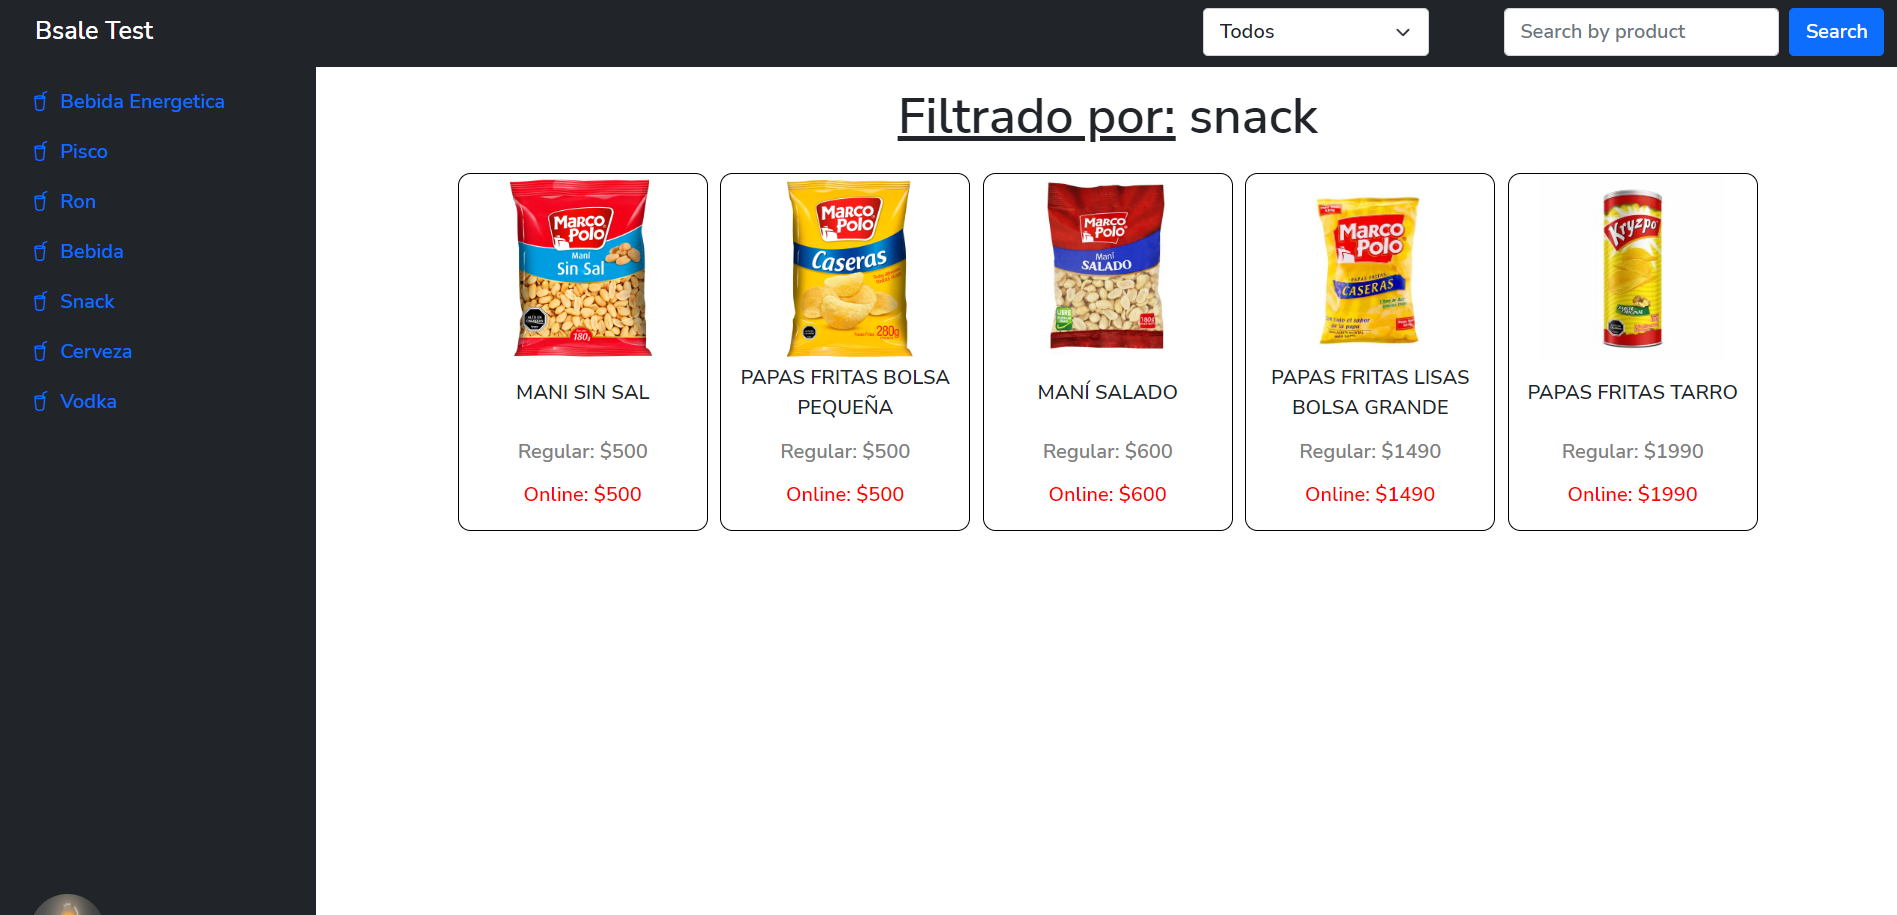 Bsale Test
Todos
Search by product
Search
Bebida Energetica
Pisco
Ron
Bebida
Snack
Cerveza
Vodka
Filtrado por: snack
MARCO POLO
Maní
Sin Sal
180g
MANI SIN SAL
Regular: $500
Online: $500
MARCO POLO
Caseras
280g
PAPAS FRITAS BOLSA
PEQUEÑA
Regular: $500
Online: $500
MARCO POLO
Maní
SALADO
LIBRE
180g
MANÍ SALADO
Regular: $600
Online: $600
MARCO POLO
PAPAS FRITAS
CASERAS
PAPAS FRITAS LISAS
BOLSA GRANDE
Regular: $1490
Online: $1490
Kryzpo
PAPAS FRITAS TARRO
Regular: $1990
Online: $1990